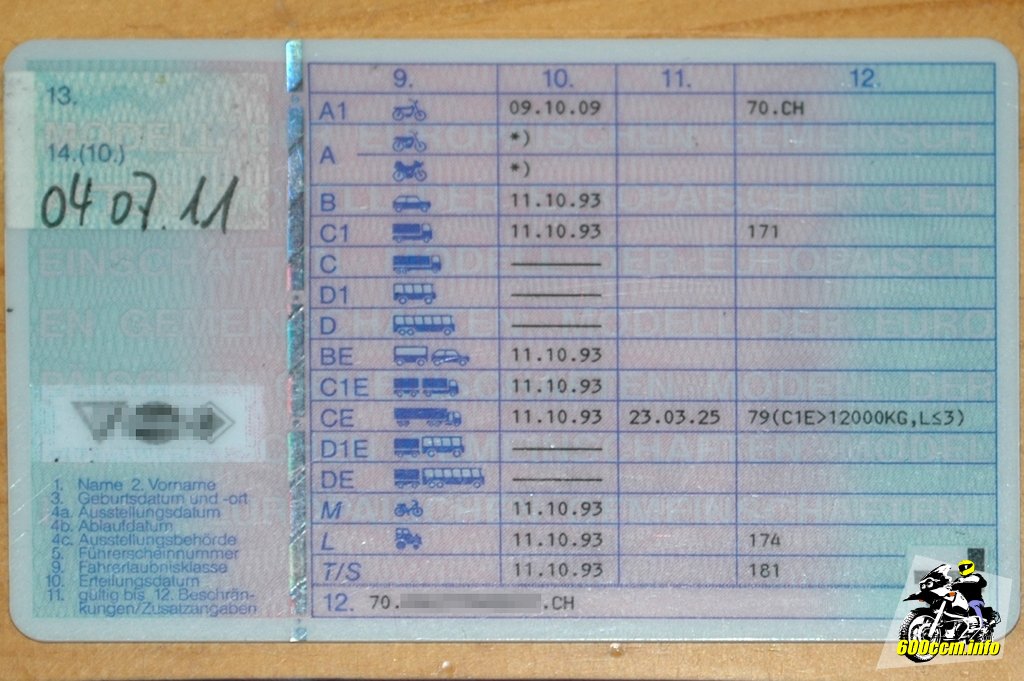 13.
14.(10.)
04 07. 11
1. Name 2. Vorname
3. Geburtsdatum und -ort
4a. Ausstellungsdatum
4b. Ablaufdatum
4c. Ausstellungsbehörde
5. Führerscheinnummer
9. Fahrerlaubnisklasse
10. Erteilungsdatum
11. gültig bis 12. Beschrän-
kungen/Zusatzangaben
9. 10. 11. 12.
A1 09.10.09 70.CH
A *)
*)
B 11.10.93
C1 11.10.93 171
C
D1
D
BE 11.10.93
C1E 11.10.93
CE 11.10.93 23.03.25 79(C1E>12000KG,L≤3)
D1E
DE
M 11.10.93
L 11.10.93 174
T/S 11.10.93 181
12. 70. .CH
600ccm.info